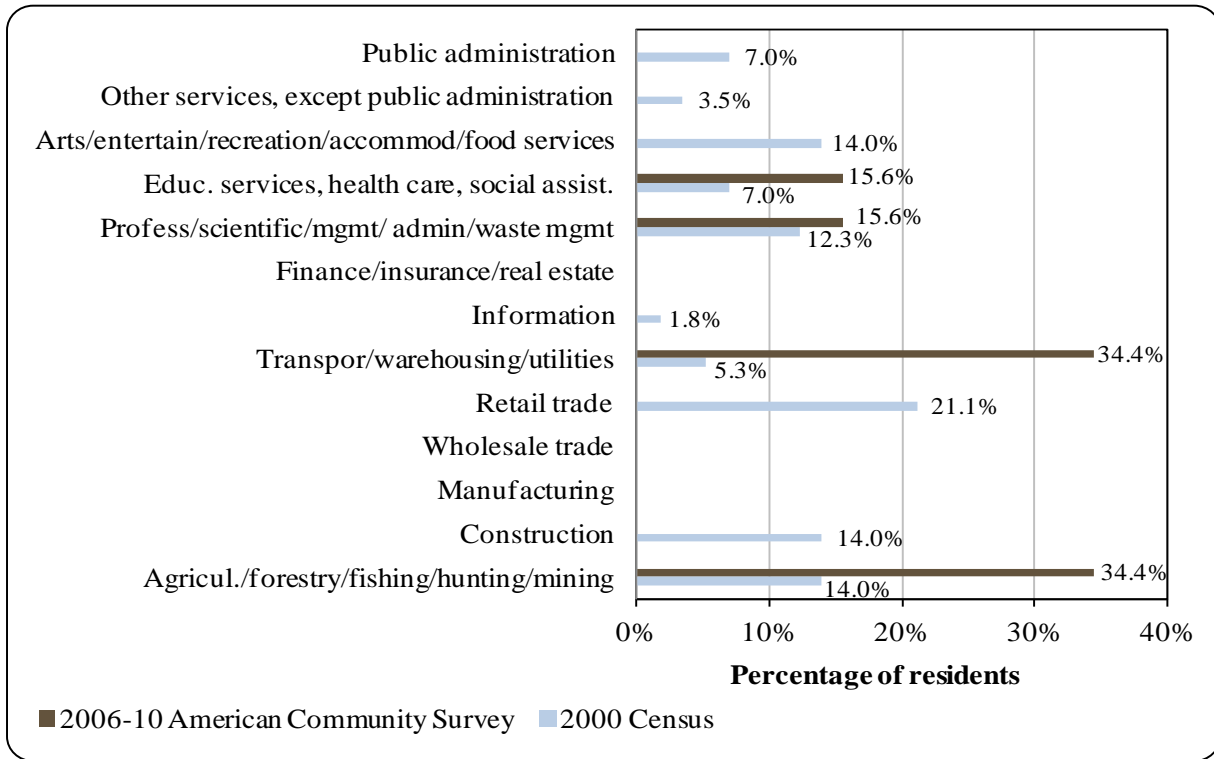 Public administration
7.0%
Other services, except public administration
3.5%
Arts/entertain/recreation/accommod/food services
14.0%
Educ. services, health care, social assist.
15.6%
7.0%
Profess/scientific/mgmt/ admin/waste mgmt
15.6%
12.3%
Finance/insurance/real estate
Information
1.8%
Transpor/warehousing/utilities
34.4%
5.3%
Retail trade
21.1%
Wholesale trade
Manufacturing
Construction
14.0%
Agricul./forestry/fishing/hunting/mining
34.4%
14.0%
0% 10% 20% 30% 40%
Percentage of residents
2006-10 American Community Survey 2000 Census